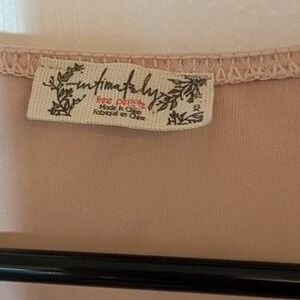 intimately
free people
Made in China
Fabriqué en Chine